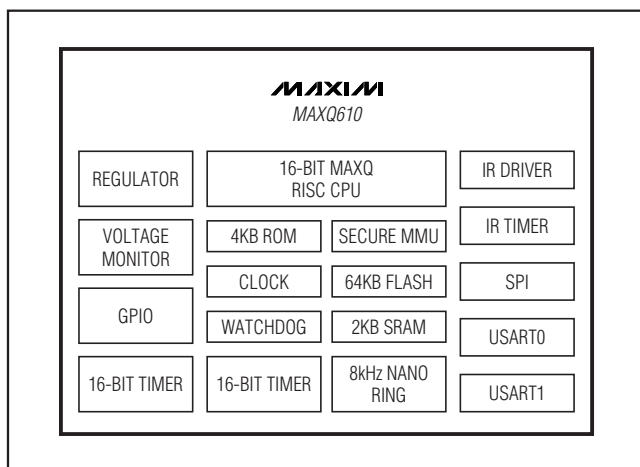 MAXIM
MAXQ610
REGULATOR
16-BIT MAXQ
RISC CPU
IR DRIVER
VOLTAGE
MONITOR
4KB ROM
SECURE MMU
IR TIMER
CLOCK
64KB FLASH
SPI
GPIO
WATCHDOG
2KB SRAM
USART0
16-BIT TIMER
16-BIT TIMER
8kHz NANO
RING
USART1